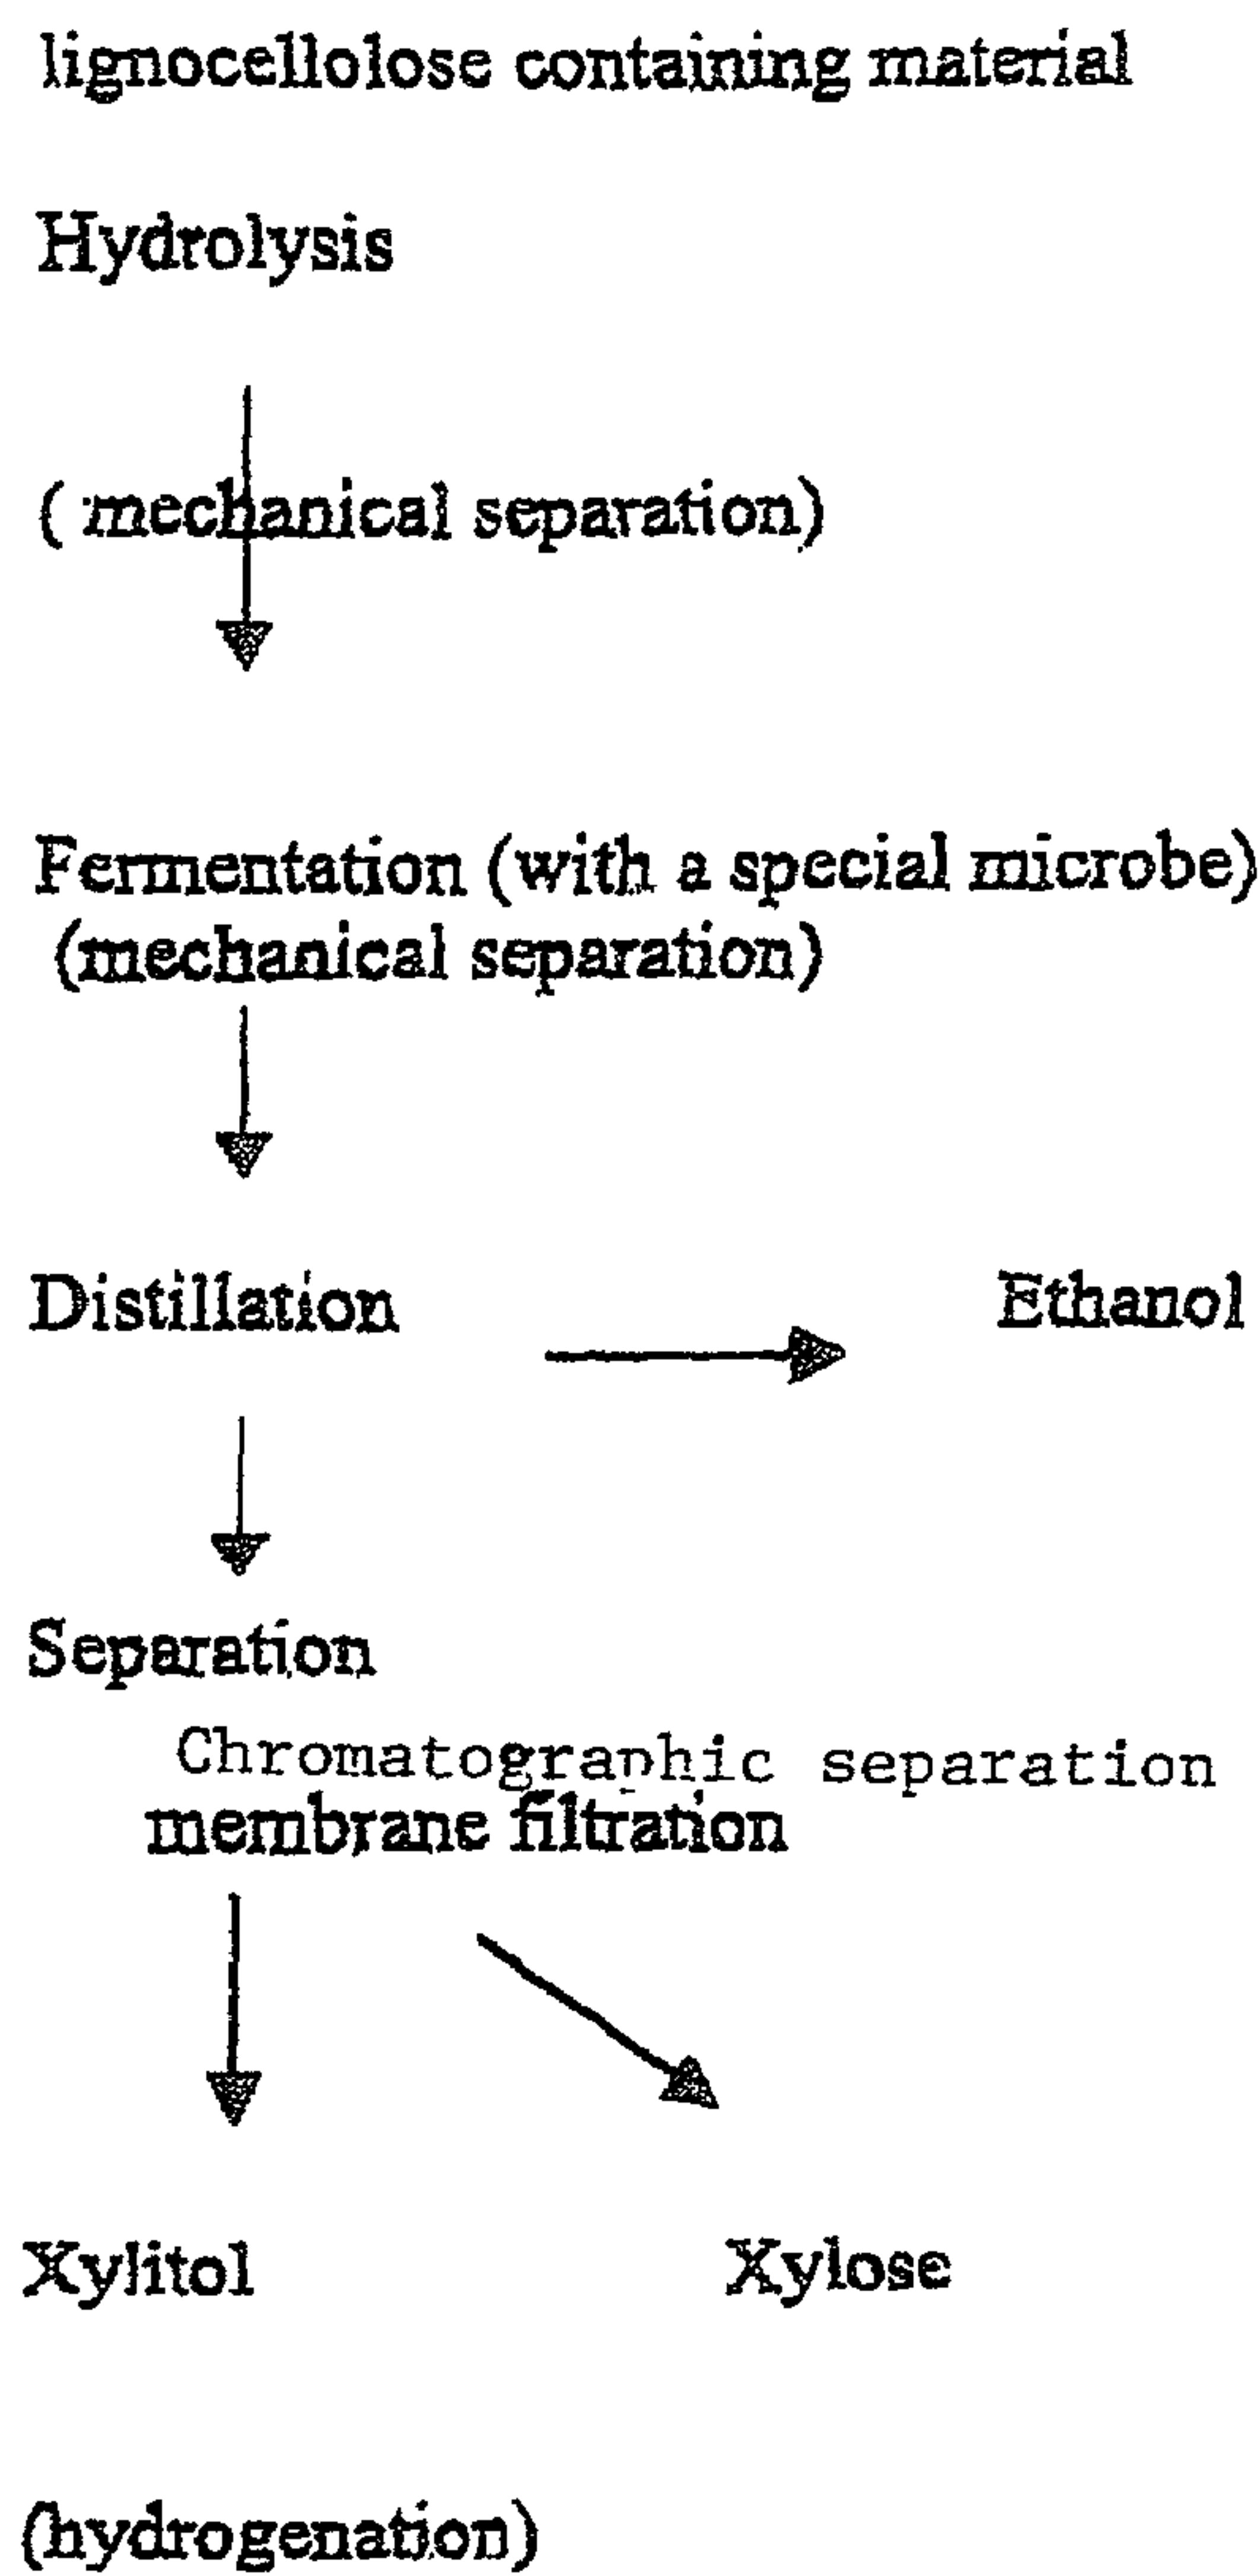 lignocellolose containing material
Hydrolysis
( mechanical separation)
Fermentation (with a special microbe)
(mechanical separation)
Distillation
Ethanol
Separation
Chromatographic separation
membrane filtration
Xylitol
Xylose
(hydrogenation)